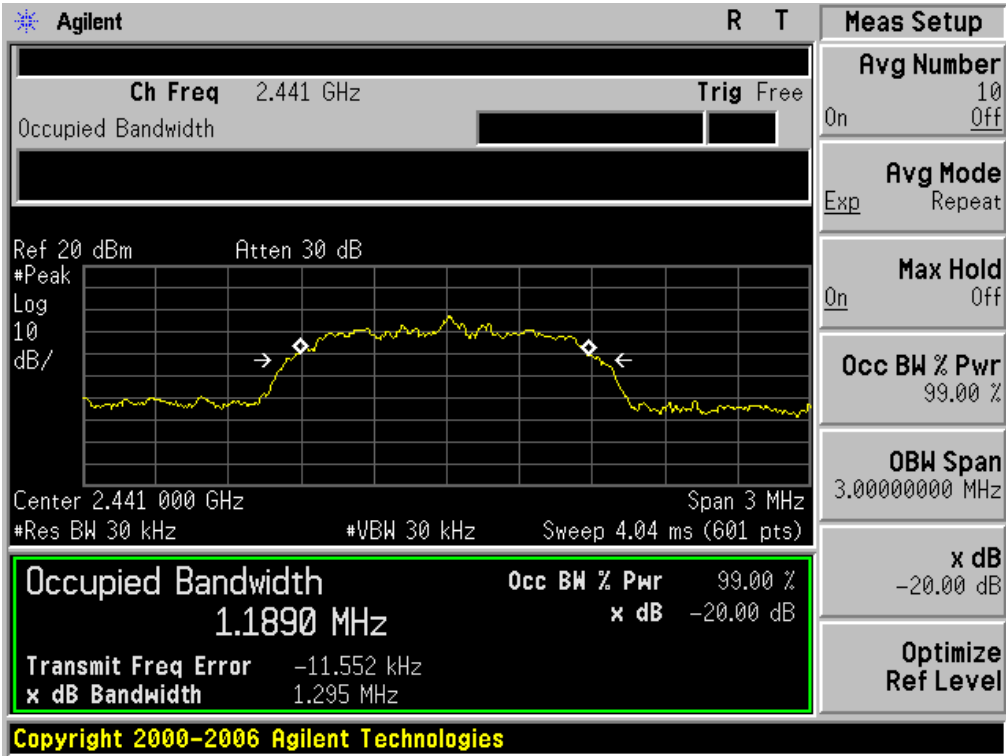 Agilent R T
Meas Setup
Ch Freq 2.441 GHz Trig Free
Occupied Bandwidth
Ref 20 dBm Atten 30 dB
#Peak
Log
10
dB/
Center 2.441 000 GHz Span 3 MHz
#Res BW 30 kHz #VBW 30 kHz Sweep 4.04 ms (601 pts)
Occupied Bandwidth Occ BW % Pwr 99.00 %
1.1890 MHz x dB -20.00 dB
Transmit Freq Error -11.552 kHz
x dB Bandwidth 1.295 MHz
Copyright 2000-2006 Agilent Technologies
Avg Number
10
On Off
Avg Mode
Exp Repeat
Max Hold
On Off
Occ BW % Pwr
99.00 %
OBW Span
3.00000000 MHz
x dB
-20.00 dB
Optimize
Ref Level